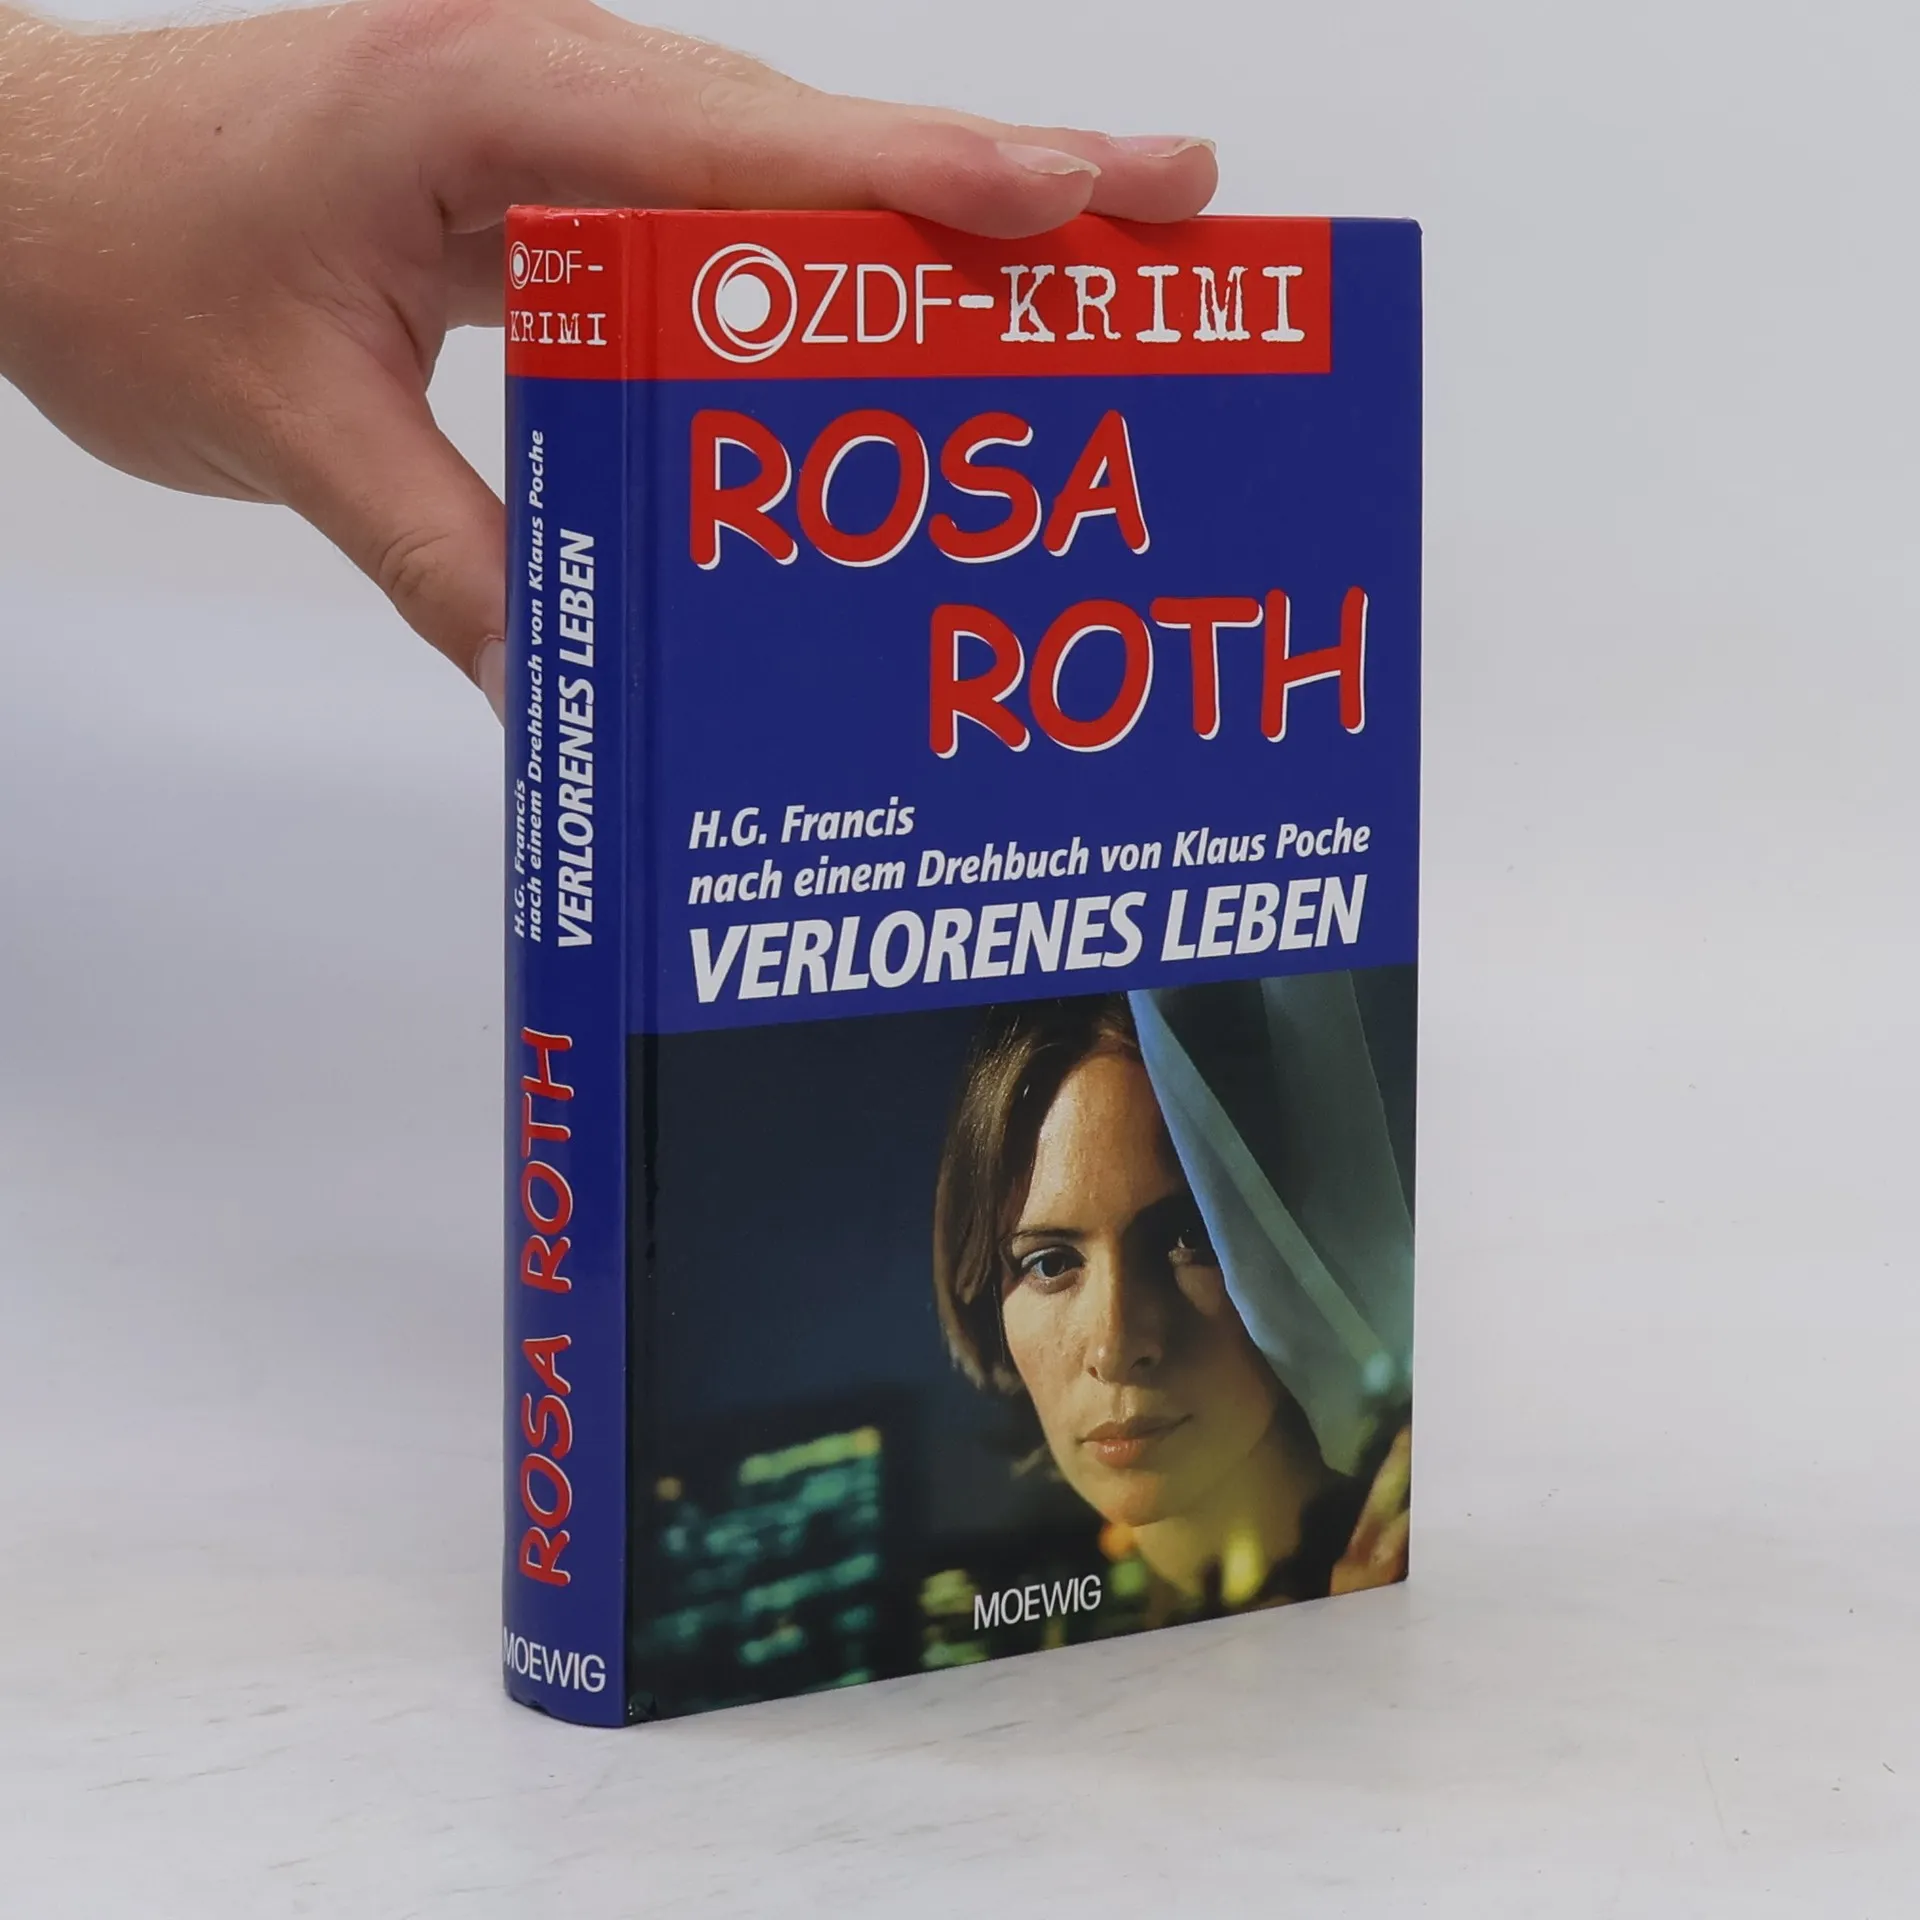 ZDF-KRIMI
ROSA
ROTH
H.G. Francis
nach einem Drehbuch von Klaus Poche
VERLORENES LEBEN
MOEWIG
ZDF-
KRIMI
H.G. Francis
nach einem Drehbuch von Klaus Poche
VERLORENES LEBEN
ROSA ROTH
MOEWIG